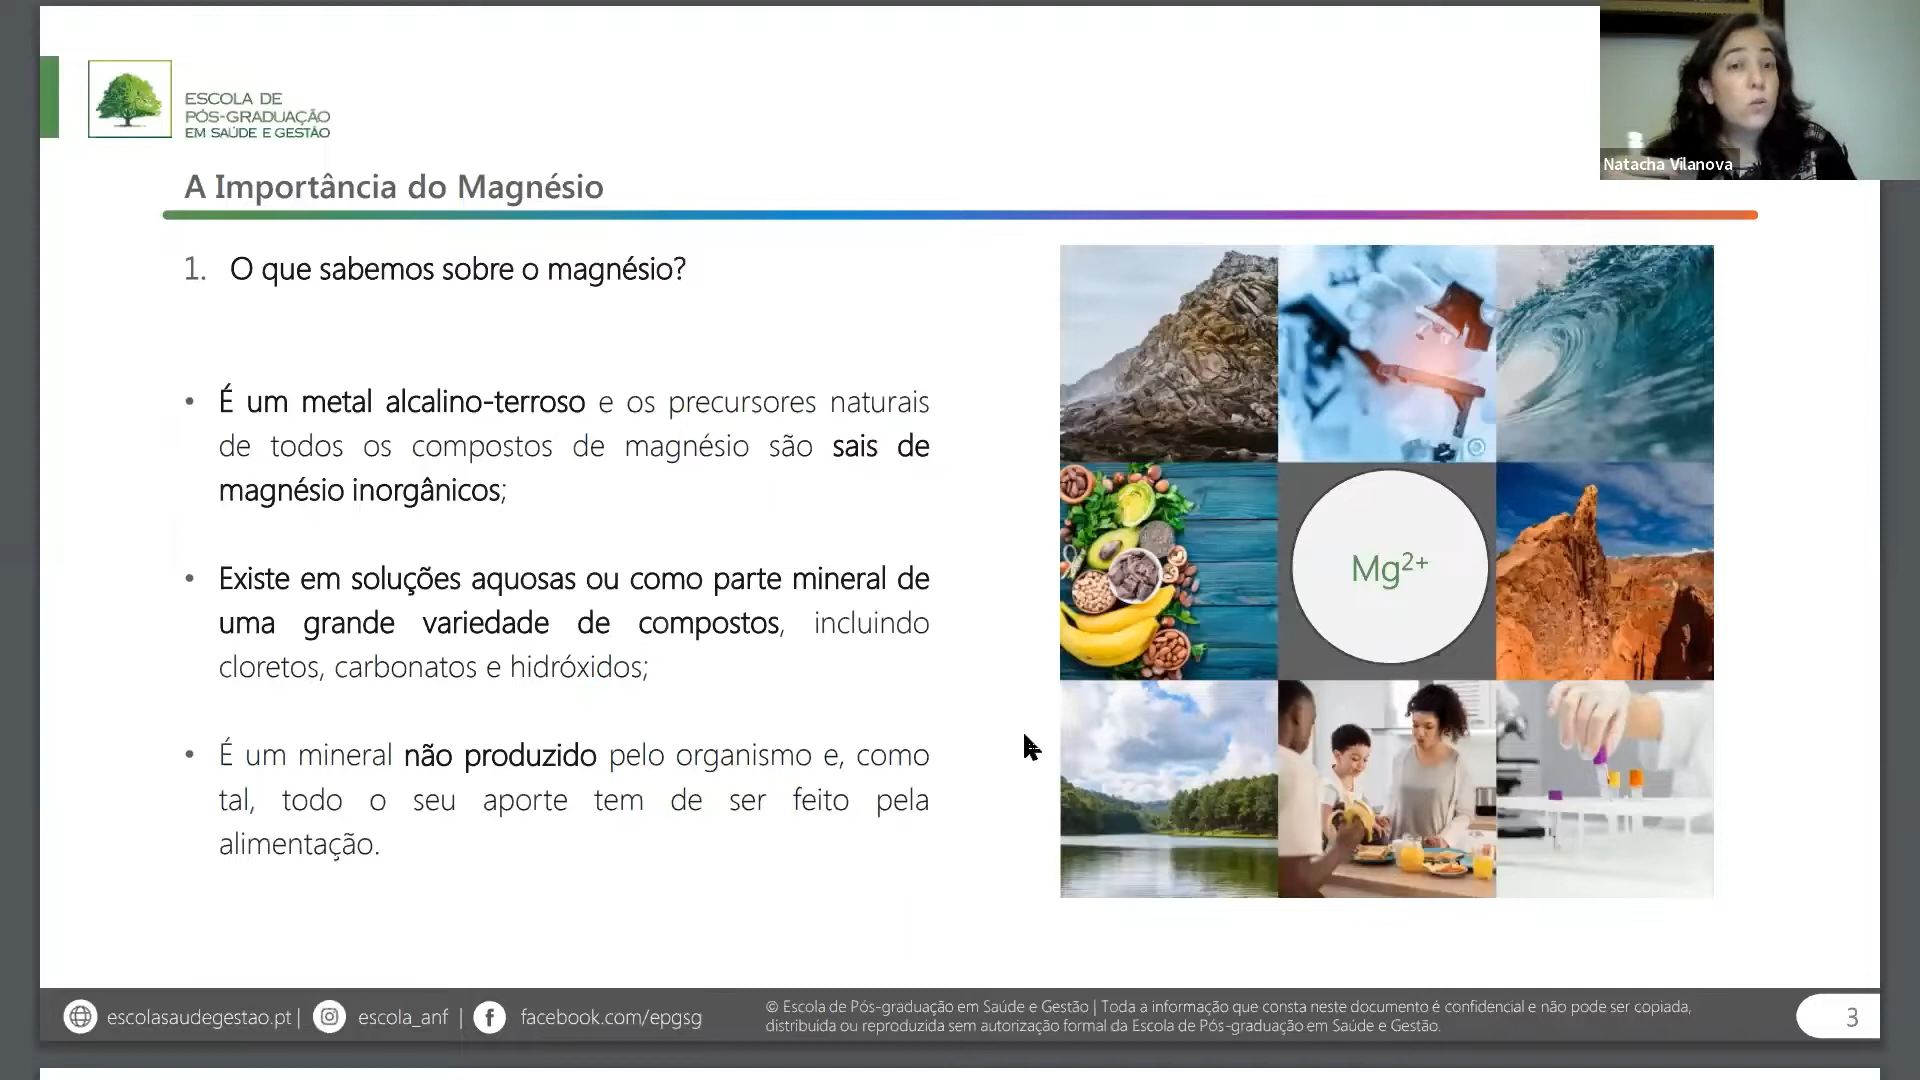 ESCOLA DE
PÓS-GRADUAÇÃO
EM SAÚDE E GESTÃO
Natacha Vilanova
A Importância do Magnésio
1. O que sabemos sobre o magnésio?
• É um metal alcalino-terroso e os precursores naturais
de todos os compostos de magnésio são sais de
magnésio inorgânicos;
• Existe em soluções aquosas ou como parte mineral de
uma grande variedade de compostos, incluindo
cloretos, carbonatos e hidróxidos;
• É um mineral não produzido pelo organismo e, como
tal, todo o seu aporte tem de ser feito pela
alimentação.
Mg²⁺
escolasaudegestao.pt | escola_anf | facebook.com/epgsg
© Escola de Pós-graduação em Saúde e Gestão | Toda a informação que consta neste documento é confidencial e não pode ser copiada,
distribuida ou reproduzida sem autorização formal da Escola de Pós-graduação em Saúde e Gestão.
3